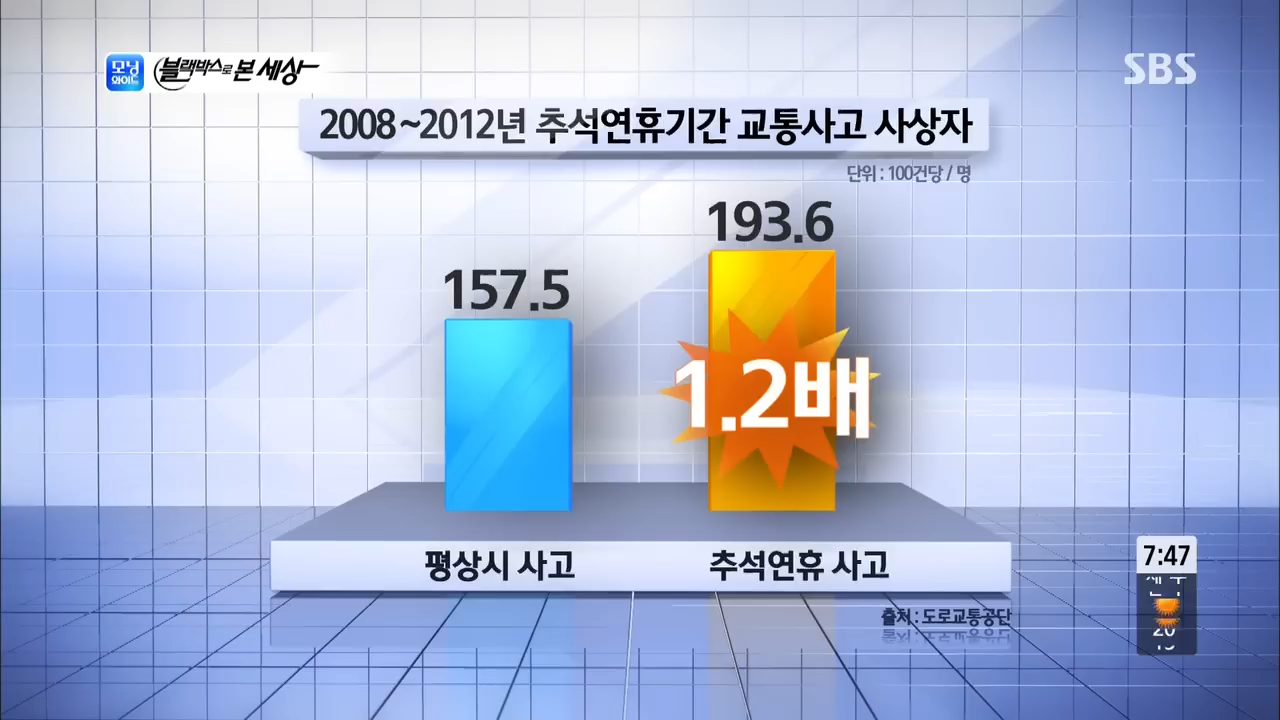 모닝
와이드
블랙박스로 본 세상
SBS
2008~2012년 추석연휴기간 교통사고 사상자
단위 : 100건당 / 명
157.5
193.6
1.2배
평상시 사고
추석연휴 사고
출처 : 도로교통공단
7:47